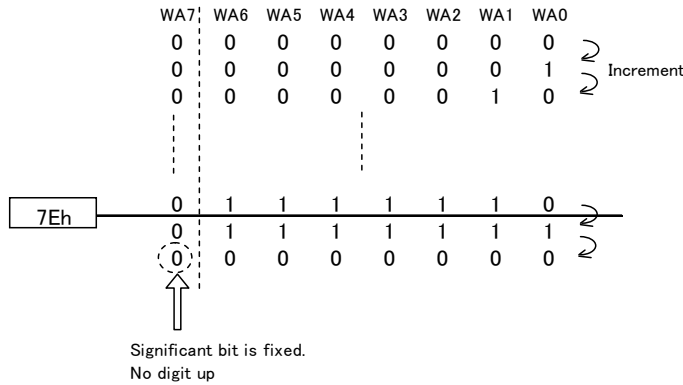 WA7 WA6 WA5 WA4 WA3 WA2 WA1 WA0
0 0 0 0 0 0 0 0
0 0 0 0 0 0 0 1
Increment
0 0 0 0 0 0 1 0
0 1 1 1 1 1 1 0
7Eh
0 1 1 1 1 1 1 1
0 0 0 0 0 0 0 0
Significant bit is fixed.
No digit up